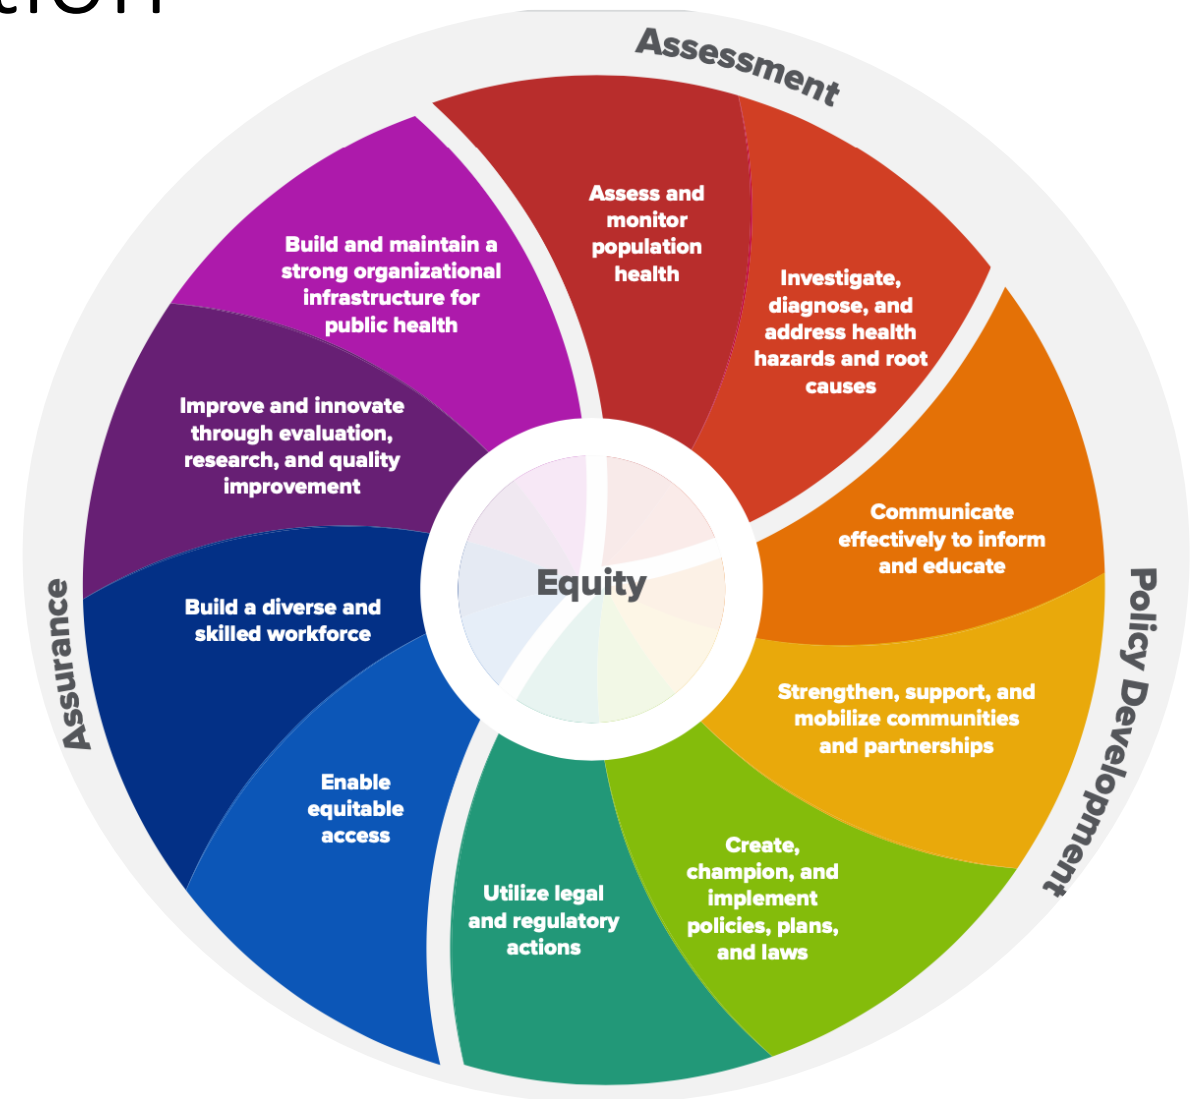 tion
Assessment
Assess and
monitor
population
health
Investigate,
diagnose, and
address health
hazards and root
causes
Communicate
effectively to inform
and educate
Strengthen, support, and
mobilize communities
and partnerships
Create,
champion, and
implement
policies, plans,
and laws
Utilize legal
and regulatory
actions
Policy Development
Enable
equitable
access
Build a diverse and
skilled workforce
Improve and innovate
through evaluation,
research, and quality
improvement
Build and maintain a
strong organizational
infrastructure for
public health
Assurance
Equity